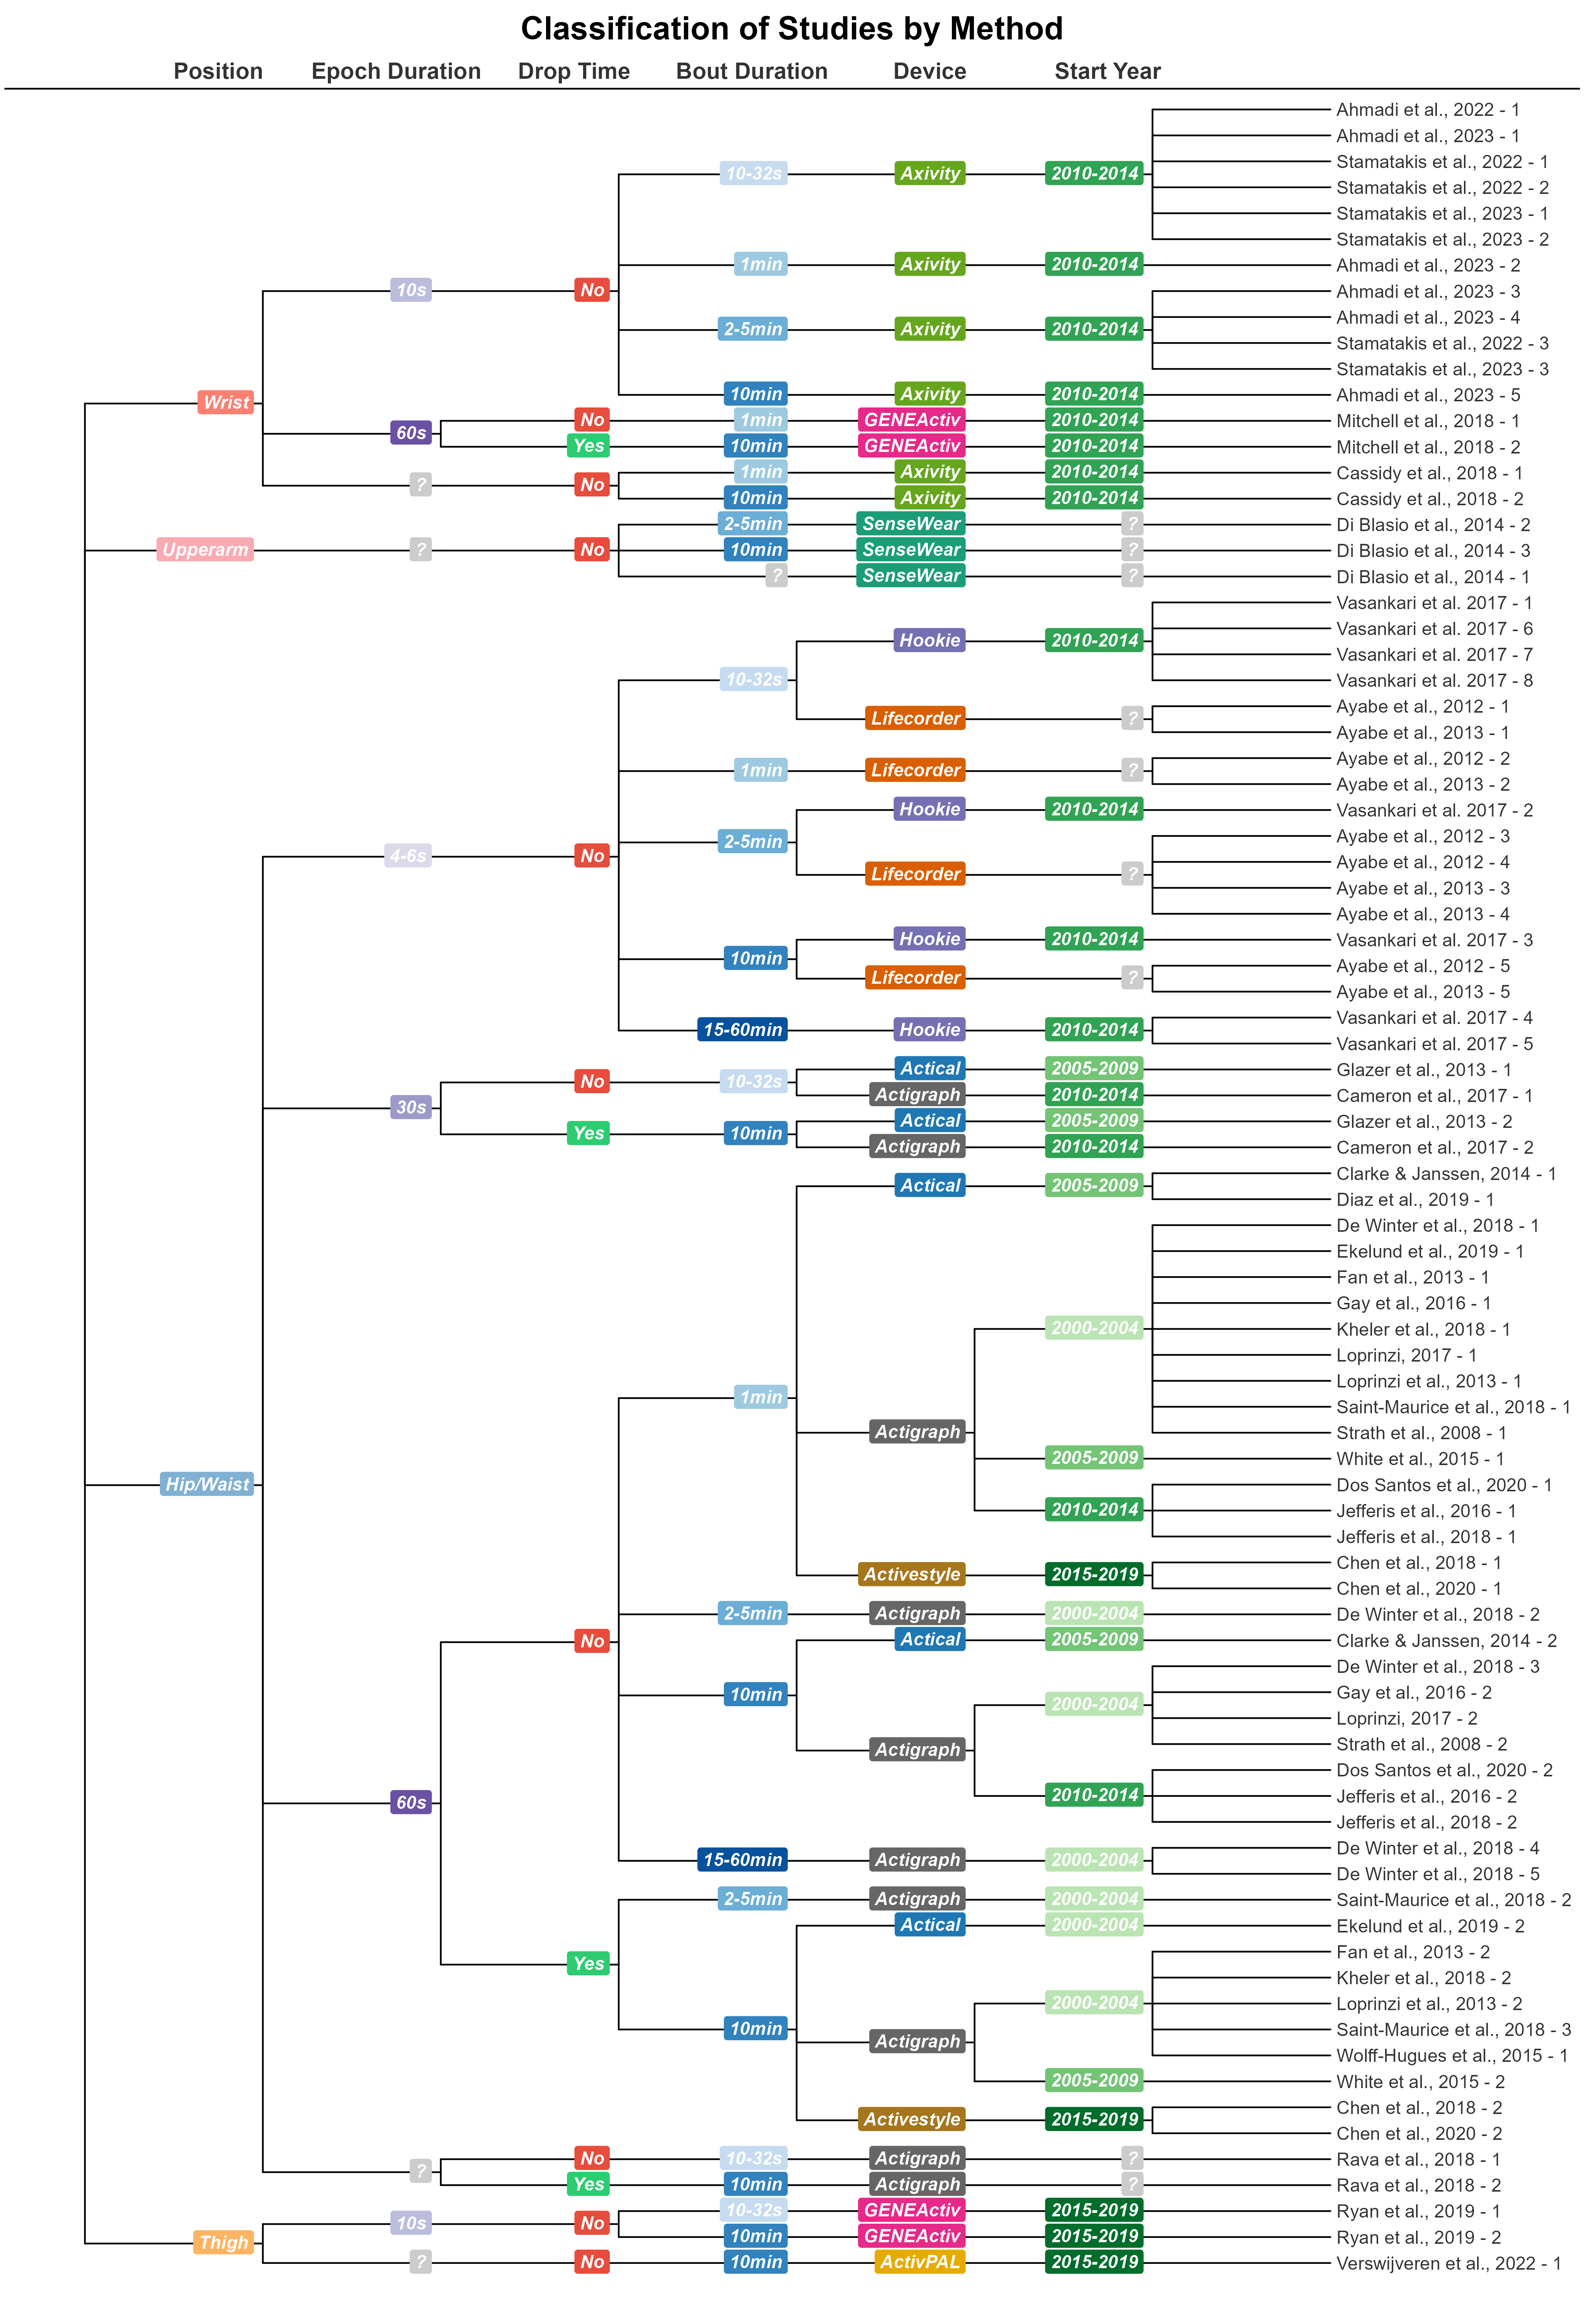 Classification of Studies by Method
Position Epoch Duration Drop Time Bout Duration Device Start Year
Ahmadi et al., 2022 - 1
Ahmadi et al., 2023 - 1
Stamatakis et al., 2022 - 1
10-32s Axivity 2010-2014
Stamatakis et al., 2022 - 2
Stamatakis et al., 2023 - 1
Stamatakis et al., 2023 - 2
1min Axivity 2010-2014 Ahmadi et al., 2023 - 2
10s No Ahmadi et al., 2023 - 3
Ahmadi et al., 2023 - 4
2-5min Axivity 2010-2014
Stamatakis et al., 2022 - 3
Stamatakis et al., 2023 - 3
10min Axivity 2010-2014 Ahmadi et al., 2023 - 5
Wrist
No 1min GENEActiv 2010-2014 Mitchell et al., 2018 - 1
60s
Yes 10min GENEActiv 2010-2014 Mitchell et al., 2018 - 2
1min Axivity 2010-2014 Cassidy et al., 2018 - 1
? No
10min Axivity 2010-2014 Cassidy et al., 2018 - 2
2-5min SenseWear ? Di Blasio et al., 2014 - 2
Upperarm ? No 10min SenseWear ? Di Blasio et al., 2014 - 3
? SenseWear ? Di Blasio et al., 2014 - 1
Vasankari et al. 2017 - 1
Vasankari et al. 2017 - 6
Hookie 2010-2014
Vasankari et al. 2017 - 7
10-32s Vasankari et al. 2017 - 8
Ayabe et al., 2012 - 1
Lifecorder ?
Ayabe et al., 2013 - 1
Ayabe et al., 2012 - 2
1min Lifecorder ?
Ayabe et al., 2013 - 2
Hookie 2010-2014 Vasankari et al. 2017 - 2
2-5min Ayabe et al., 2012 - 3
4-6s No Ayabe et al., 2012 - 4
Lifecorder ?
Ayabe et al., 2013 - 3
Ayabe et al., 2013 - 4
Hookie 2010-2014 Vasankari et al. 2017 - 3
10min
Ayabe et al., 2012 - 5
Lifecorder ?
Ayabe et al., 2013 - 5
Vasankari et al. 2017 - 4
15-60min Hookie 2010-2014
Vasankari et al. 2017 - 5
Actical 2005-2009 Glazer et al., 2013 - 1
No 10-32s
Actigraph 2010-2014 Cameron et al., 2017 - 1
30s
Actical 2005-2009 Glazer et al., 2013 - 2
Yes 10min
Actigraph 2010-2014 Cameron et al., 2017 - 2
Clarke & Janssen, 2014 - 1
Actical 2005-2009
Diaz et al., 2019 - 1
De Winter et al., 2018 - 1
Ekelund et al., 2019 - 1
Fan et al., 2013 - 1
Gay et al., 2016 - 1
2000-2004 Kheler et al., 2018 - 1
Loprinzi, 2017 - 1
Loprinzi et al., 2013 - 1
1min
Saint-Maurice et al., 2018 - 1
Actigraph Strath et al., 2008 - 1
2005-2009 White et al., 2015 - 1
Hip/Waist Dos Santos et al., 2020 - 1
2010-2014 Jefferis et al., 2016 - 1
Jefferis et al., 2018 - 1
Chen et al., 2018 - 1
Activestyle 2015-2019
Chen et al., 2020 - 1
2-5min Actigraph 2000-2004 De Winter et al., 2018 - 2
No Actical 2005-2009 Clarke & Janssen, 2014 - 2
De Winter et al., 2018 - 3
10min Gay et al., 2016 - 2
2000-2004
Loprinzi, 2017 - 2
Actigraph Strath et al., 2008 - 2
Dos Santos et al., 2020 - 2
60s 2010-2014 Jefferis et al., 2016 - 2
Jefferis et al., 2018 - 2
De Winter et al., 2018 - 4
15-60min Actigraph 2000-2004
De Winter et al., 2018 - 5
2-5min Actigraph 2000-2004 Saint-Maurice et al., 2018 - 2
Actical 2000-2004 Ekelund et al., 2019 - 2
Yes Fan et al., 2013 - 2
Kheler et al., 2018 - 2
2000-2004 Loprinzi et al., 2013 - 2
10min Saint-Maurice et al., 2018 - 3
Actigraph Wolff-Hugues et al., 2015 - 1
2005-2009 White et al., 2015 - 2
Chen et al., 2018 - 2
Activestyle 2015-2019
Chen et al., 2020 - 2
No 10-32s Actigraph ? Rava et al., 2018 - 1
?
Yes 10min Actigraph ? Rava et al., 2018 - 2
10-32s GENEActiv 2015-2019 Ryan et al., 2019 - 1
10s No
10min GENEActiv 2015-2019 Ryan et al., 2019 - 2
Thigh
? No 10min ActivPAL 2015-2019 Verswijveren et al., 2022 - 1